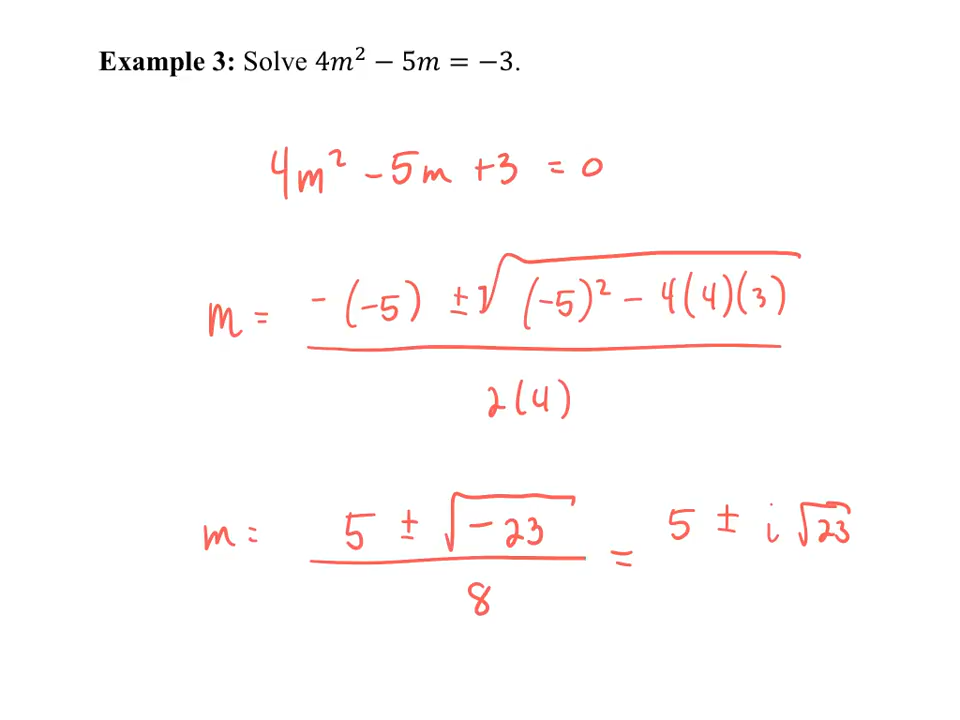 Example 3: Solve 4m² − 5m = −3.
4m² - 5m + 3 = 0
m = (-(-5) ± √((-5)² - 4(4)(3))) / (2(4))
m = (5 ± √(-23)) / 8 = 5 ± i √23